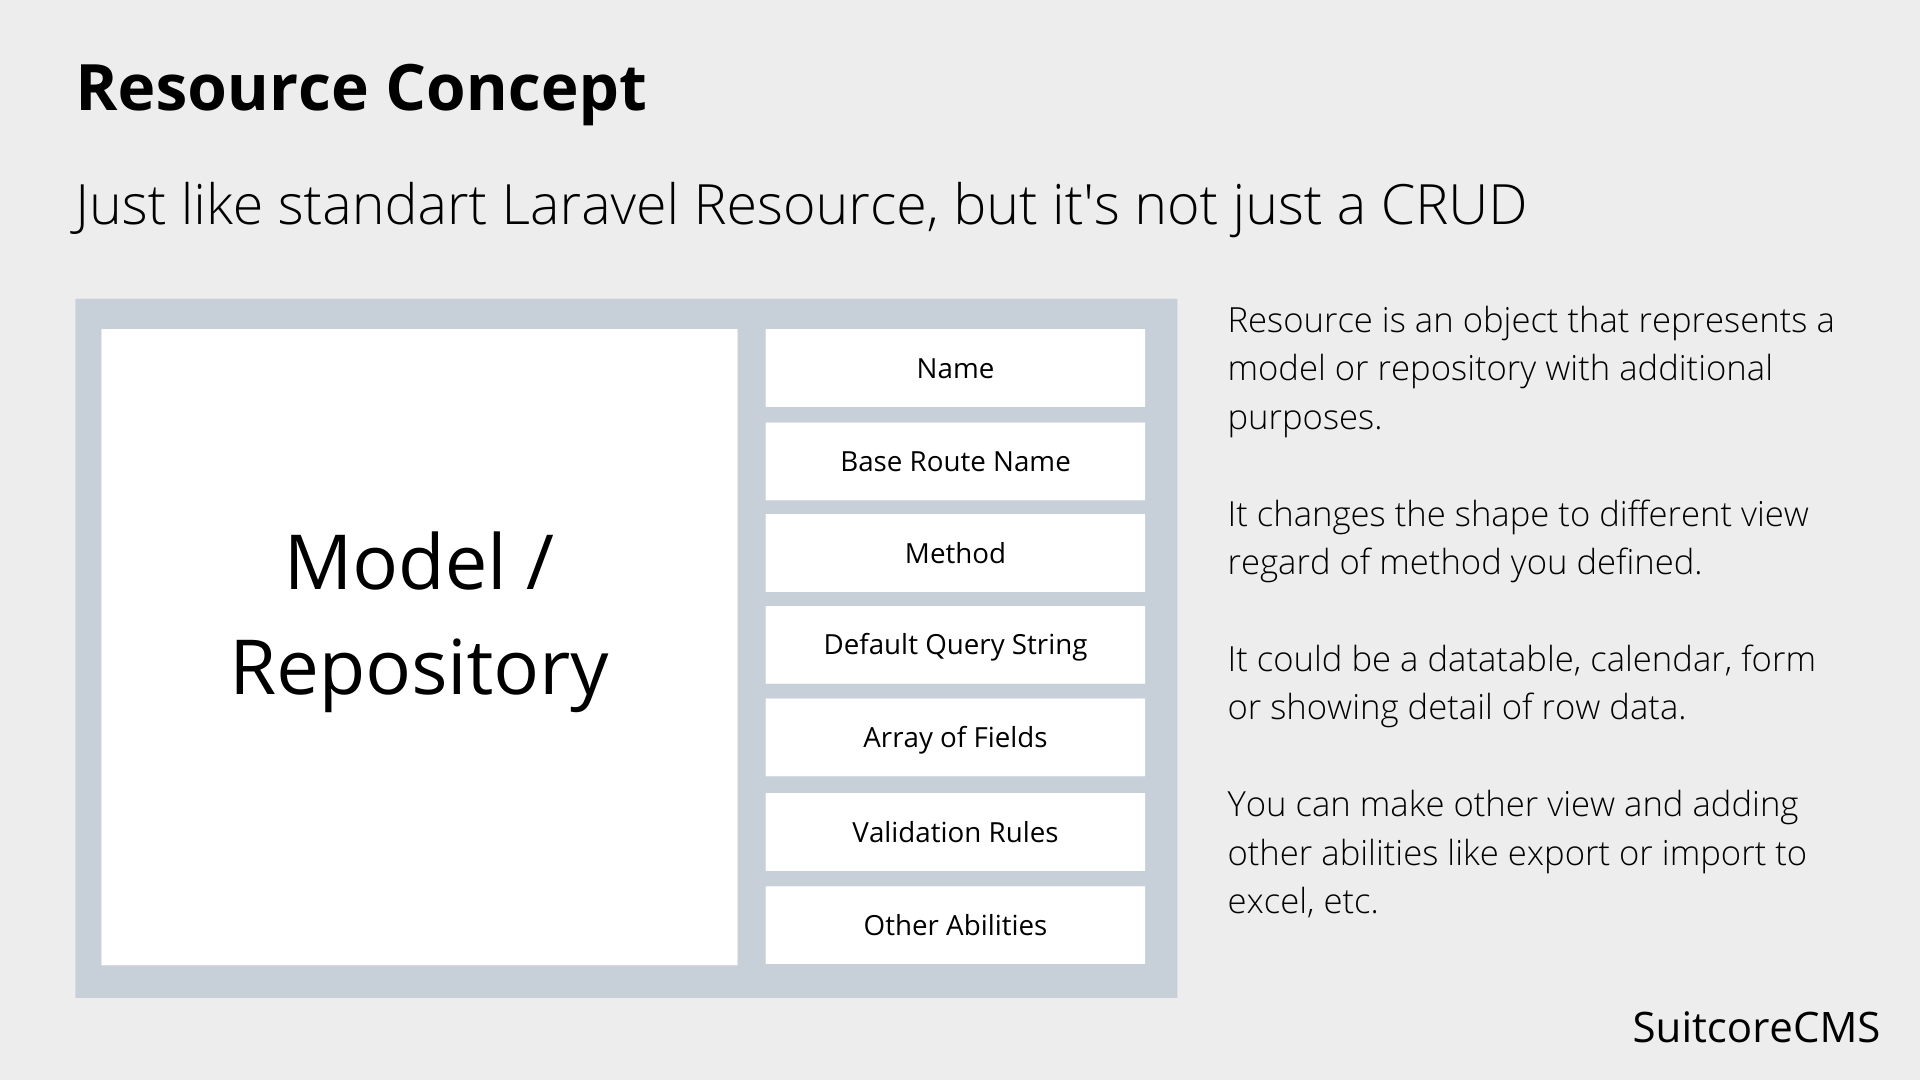 Resource Concept
Just like standart Laravel Resource, but it's not just a CRUD
Model /
Repository
Name
Base Route Name
Method
Default Query String
Array of Fields
Validation Rules
Other Abilities
Resource is an object that represents a
model or repository with additional
purposes.
It changes the shape to different view
regard of method you defined.
It could be a datatable, calendar, form
or showing detail of row data.
You can make other view and adding
other abilities like export or import to
excel, etc.
SuitcoreCMS